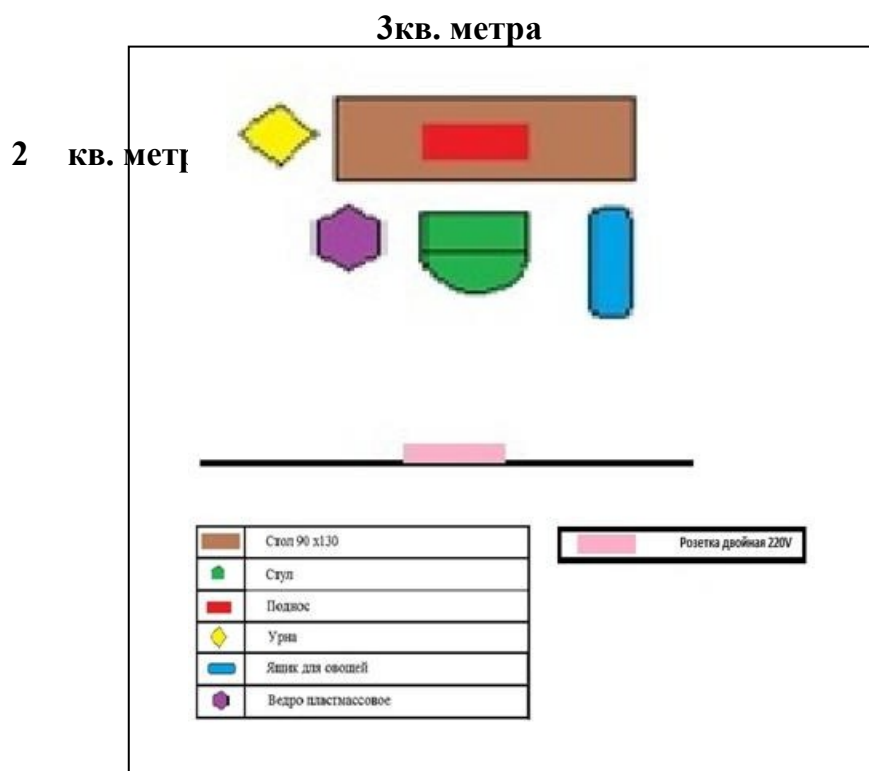 3кв. метра
2 кв. метр
Стол 90 х130
Розетка двойная 220V
Стул
Поднос
Урна
Ящик для овощей
Ведро пластмассовое